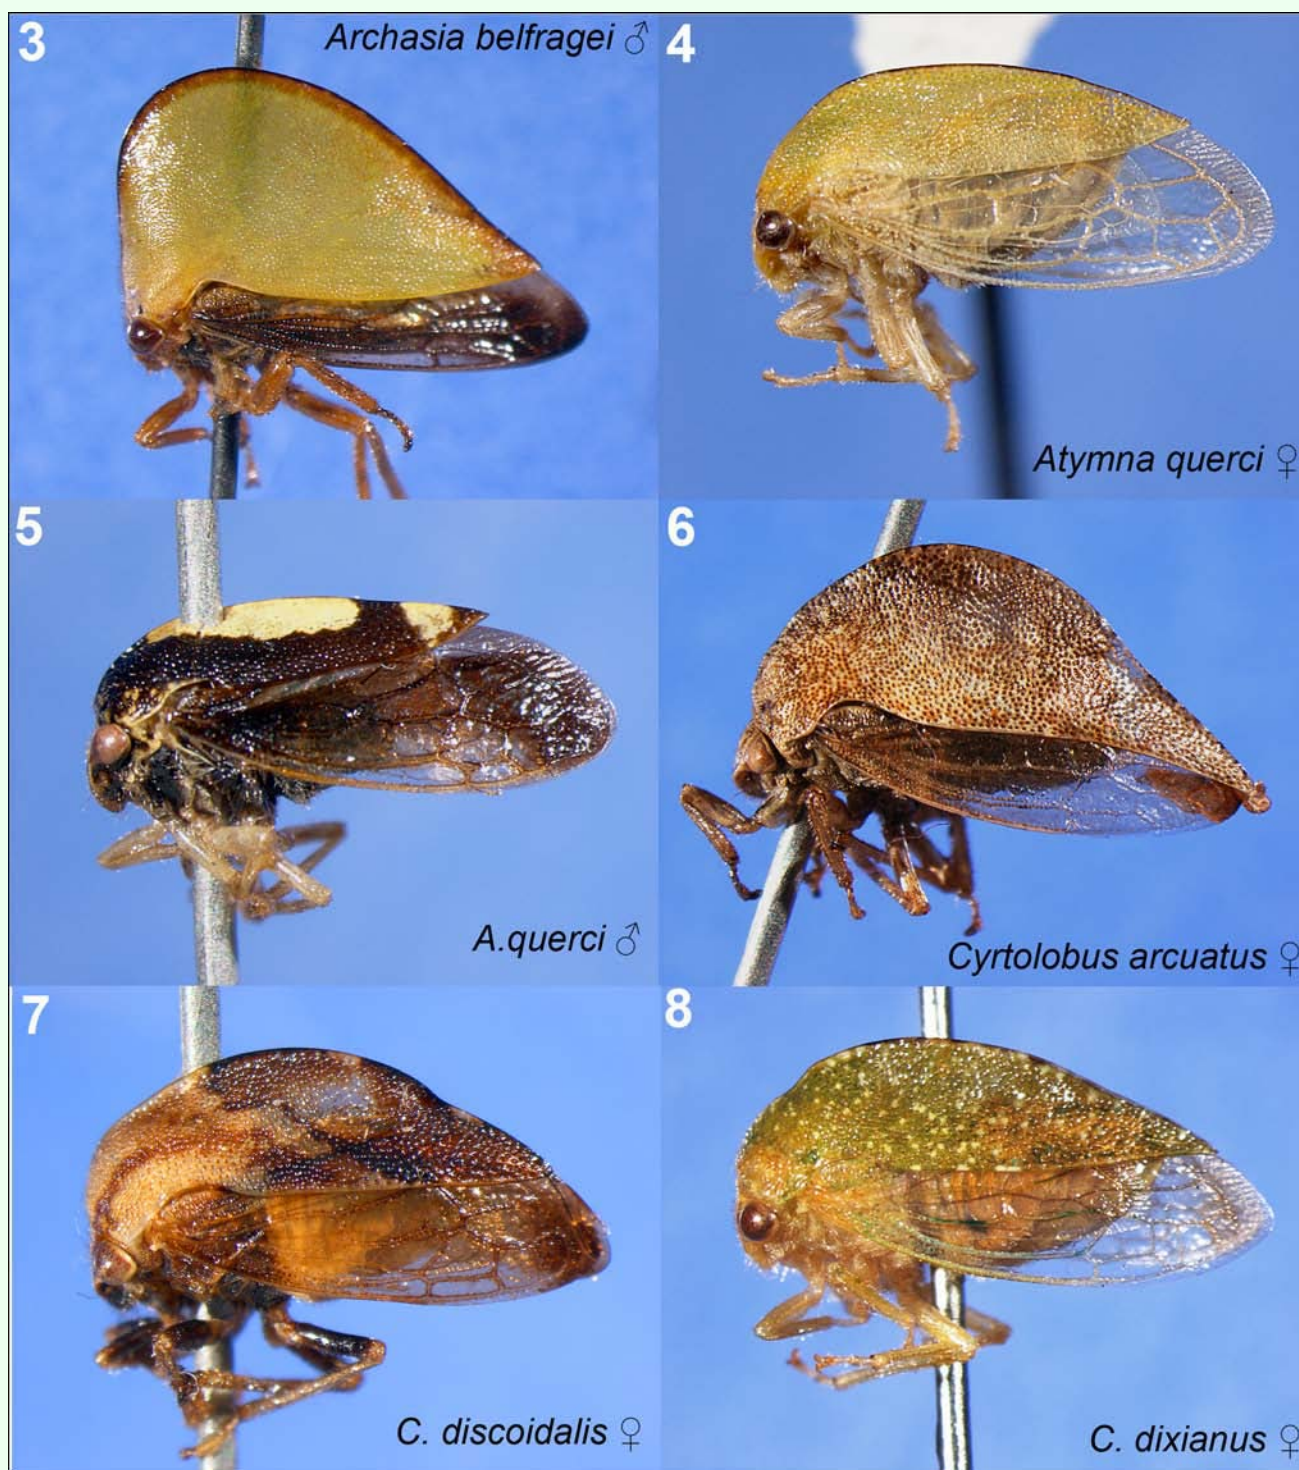 3
Archasia belfragei ♂
4
Atymna querci ♀
5
A.querci ♂
6
Cyrtolobus arcuatus ♀
7
C. discoidalis ♀
8
C. dixianus ♀